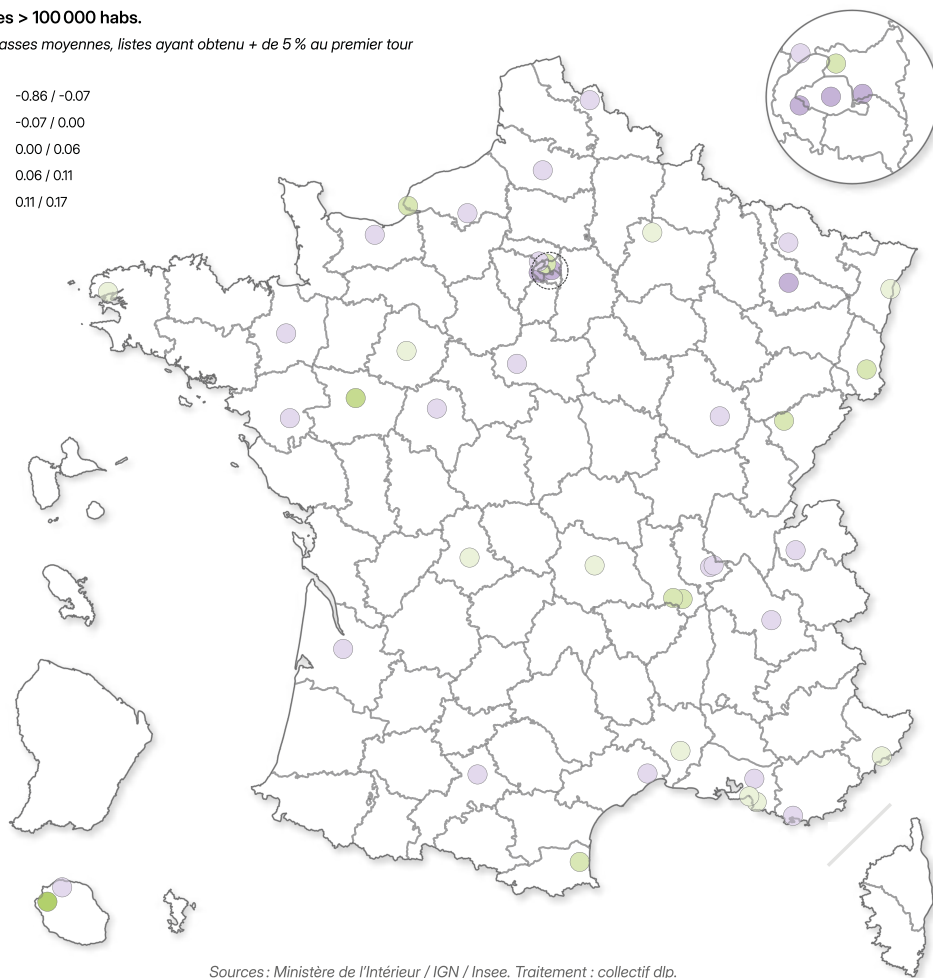 es > 100 000 habs.
asses moyennes, listes ayant obtenu + de 5 % au premier tour
-0.86 / -0.07
-0.07 / 0.00
0.00 / 0.06
0.06 / 0.11
0.11 / 0.17
Sources : Ministère de l'Intérieur / IGN / Insee. Traitement : collectif dlp.